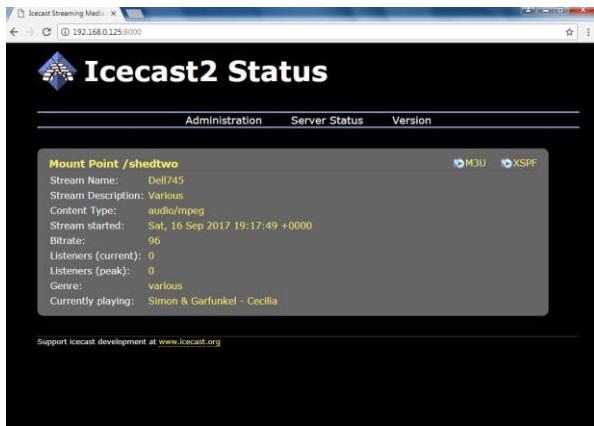 Icecast Streaming Media
192.168.0.125:8000
Icecast2 Status
Administration Server Status Version
Mount Point /shedtwo M3U XSPF
Stream Name: Dell745
Stream Description: Various
Content Type: audio/mpeg
Stream started: Sat, 16 Sep 2017 19:17:49 +0000
Bitrate: 96
Listeners (current): 0
Listeners (peak): 0
Genre: various
Currently playing: Simon & Garfunkel - Cecilia
Support icecast development at www.icecast.org